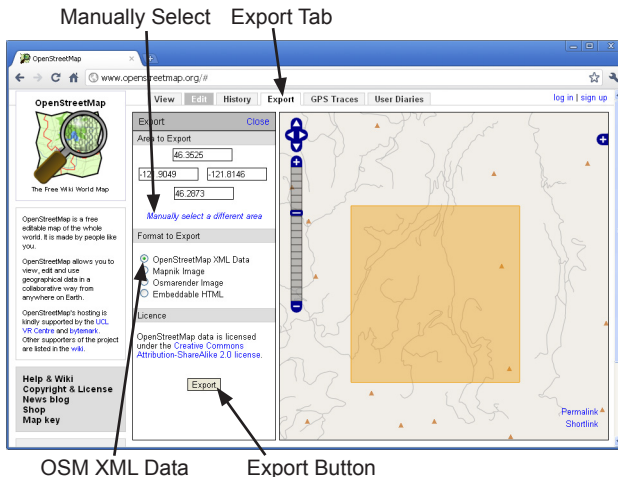 Manually Select Export Tab
OpenStreetMap
www.openstreetmap.org/#
OpenStreetMap
The Free Wiki World Map
View Edit History Export GPS Traces User Diaries
log in | sign up
Export Close
Area to Export
46.3525
-121.9049 -121.8146
46.2873
Manually select a different area
Format to Export
OpenStreetMap XML Data
Mapnik Image
Osmarender Image
Embeddable HTML
Licence
OpenStreetMap data is licensed
under the Creative Commons
Attribution-ShareAlike 2.0 license.
Export
OpenStreetMap is a free
editable map of the whole
world. It is made by people like
you.
OpenStreetMap allows you to
view, edit and use
geographical data in a
collaborative way from
anywhere on Earth.
OpenStreetMap's hosting is
kindly supported by the UCL
VR Centre and bytemark.
Other supporters of the project
are listed in the wiki.
Help & Wiki
Copyright & License
News blog
Shop
Map key
Permalink
Shortlink
OSM XML Data Export Button